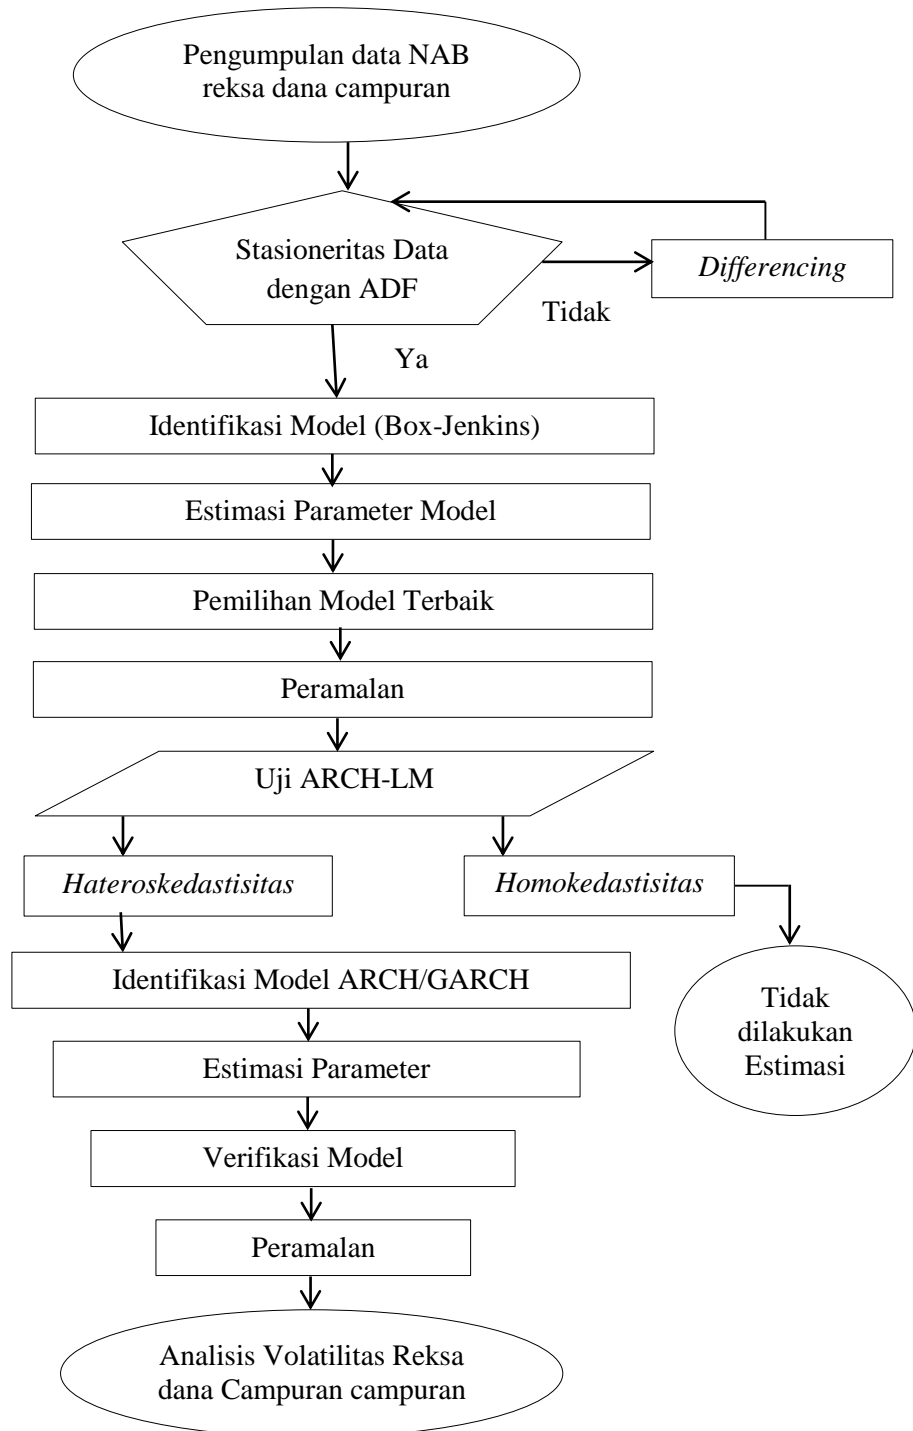 Pengumpulan data NAB
reksa dana campuran
Stasioneritas Data
dengan ADF
Differencing
Tidak
Ya
Identifikasi Model (Box-Jenkins)
Estimasi Parameter Model
Pemilihan Model Terbaik
Peramalan
Uji ARCH-LM
Hateroskedastisitas
Homokedastisitas
Identifikasi Model ARCH/GARCH
Tidak
dilakukan
Estimasi
Estimasi Parameter
Verifikasi Model
Peramalan
Analisis Volatilitas Reksa
dana Campuran campuran